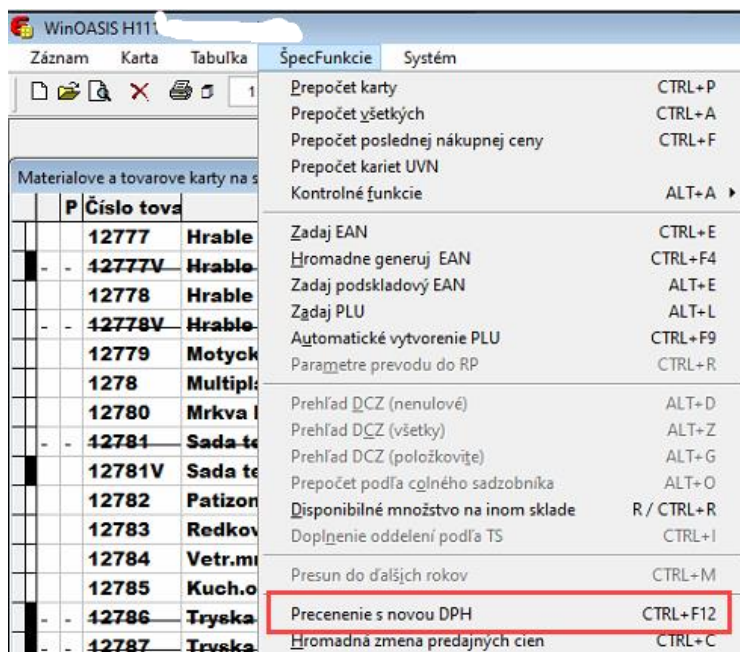 WinOASIS H111
Záznam Karta Tabuľka ŠpecFunkcie Systém
1
Materialove a tovarove karty na s
P Číslo tova
12777 Hrable
- - 12777V Hrable
12778 Hrable
- - 12778V Hrable
12779 Motyck
1278 Multipl
12780 Mrkva
- - 12781 Sada te
12781V Sada te
12782 Patizon
12783 Redkov
12784 Vetr.m
12785 Kuch.o
- - 12786 Tryska
- - 12787 Tryska
Prepočet karty CTRL+P
Prepočet všetkých CTRL+A
Prepočet poslednej nákupnej ceny CTRL+F
Prepočet kariet UVN
Kontrolné funkcie ALT+A
Zadaj EAN CTRL+E
Hromadne generuj EAN CTRL+F4
Zadaj podskladový EAN ALT+E
Zadaj PLU ALT+L
Automatické vytvorenie PLU CTRL+F9
Parametre prevodu do RP CTRL+R
Prehľad DCZ (nenulové) ALT+D
Prehľad DCZ (všetky) ALT+Z
Prehľad DCZ (položkovite) ALT+G
Prepočet podľa colného sadzobníka ALT+O
Disponibilné množstvo na inom sklade R / CTRL+R
Doplnenie oddelení podľa TS CTRL+I
Presun do ďalších rokov CTRL+M
Precenenie s novou DPH CTRL+F12
Hromadná zmena predajných cien CTRL+C